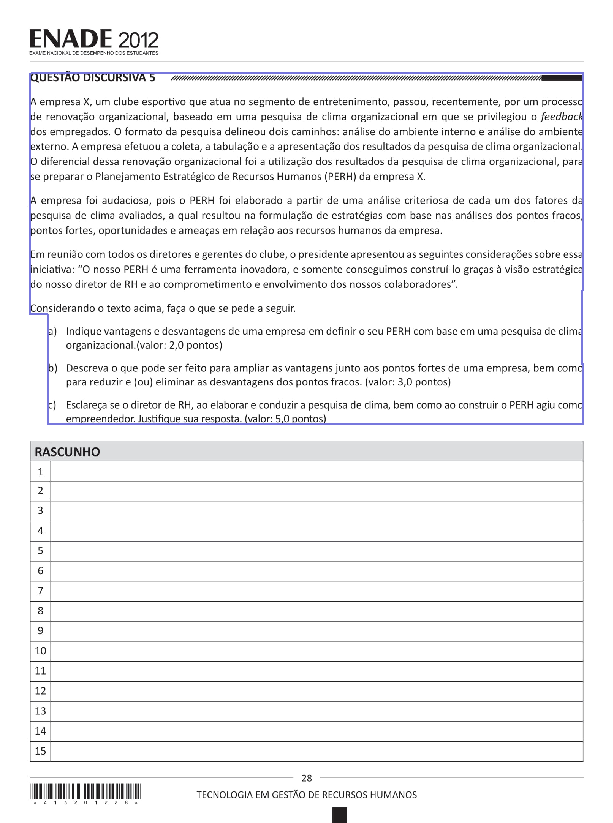 ENADE 2012
EXAME NACIONAL DE DESEMPENHO DOS ESTUDANTES
QUESTÃO DISCURSIVA 5
A empresa X, um clube esportivo que atua no segmento de entretenimento, passou, recentemente, por um processo
de renovação organizacional, baseado em uma pesquisa de clima organizacional em que se privilegiou o feedback
dos empregados. O formato da pesquisa delineou dois caminhos: análise do ambiente interno e análise do ambiente
externo. A empresa efetuou a coleta, a tabulação e a apresentação dos resultados da pesquisa de clima organizacional.
O diferencial dessa renovação organizacional foi a utilização dos resultados da pesquisa de clima organizacional, para
se preparar o Planejamento Estratégico de Recursos Humanos (PERH) da empresa X.
A empresa foi audaciosa, pois o PERH foi elaborado a partir de uma análise criteriosa de cada um dos fatores da
pesquisa de clima avaliados, a qual resultou na formulação de estratégias com base nas análises dos pontos fracos,
pontos fortes, oportunidades e ameaças em relação aos recursos humanos da empresa.
Em reunião com todos os diretores e gerentes do clube, o presidente apresentou as seguintes considerações sobre essa
iniciativa: "O nosso PERH é uma ferramenta inovadora, e somente conseguimos construí lo graças à visão estratégica
do nosso diretor de RH e ao comprometimento e envolvimento dos nossos colaboradores".
Considerando o texto acima, faça o que se pede a seguir.
a) Indique vantagens e desvantagens de uma empresa em definir o seu PERH com base em uma pesquisa de clima
organizacional.(valor: 2,0 pontos)
b) Descreva o que pode ser feito para ampliar as vantagens junto aos pontos fortes de uma empresa, bem como
para reduzir e (ou) eliminar as desvantagens dos pontos fracos. (valor: 3,0 pontos)
c) Esclareça se o diretor de RH, ao elaborar e conduzir a pesquisa de clima, bem como ao construir o PERH agiu como
empreendedor. Justifique sua resposta. (valor: 5,0 pontos)
RASCUNHO
1
2
3
4
5
6
7
8
9
10
11
12
13
14
15
28
TECNOLOGIA EM GESTÃO DE RECURSOS HUMANOS